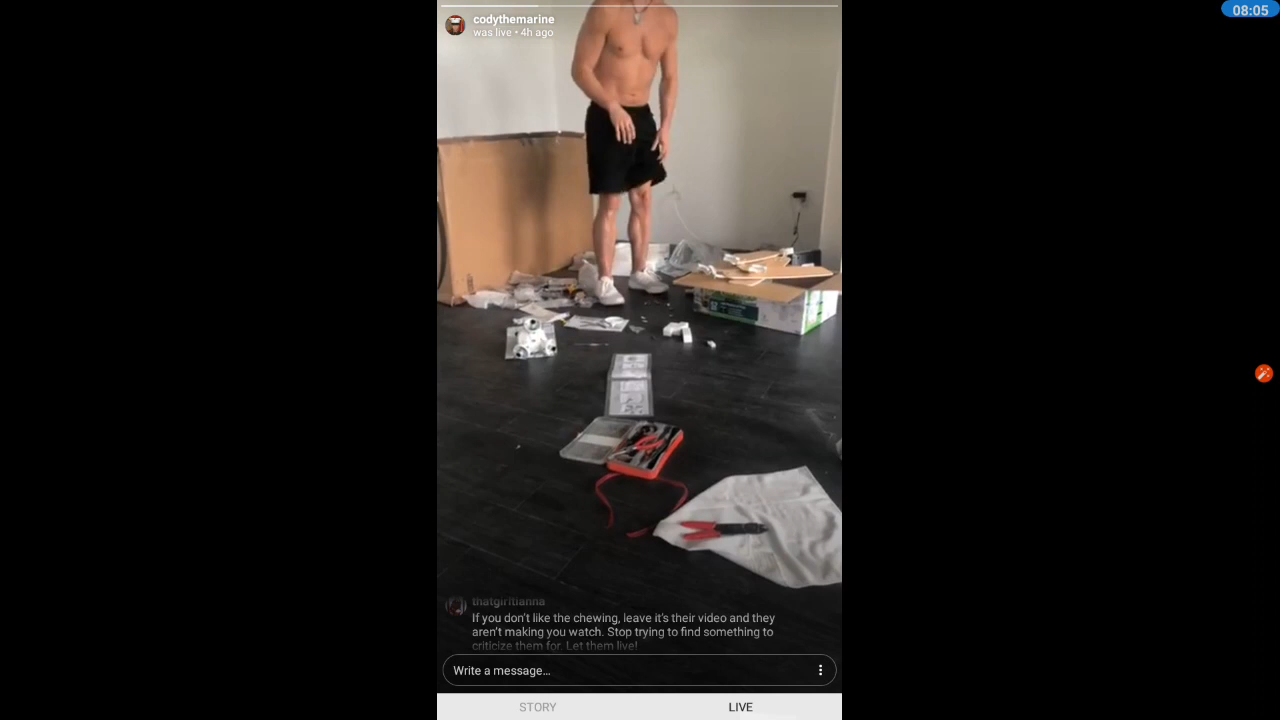 08:05
codythemarine
was live • 4h ago
thatgirltianna
If you don't like the chewing, leave it's their video and they
aren't making you watch. Stop trying to find something to
criticize them for. Let them live!
Write a message...
STORY
LIVE